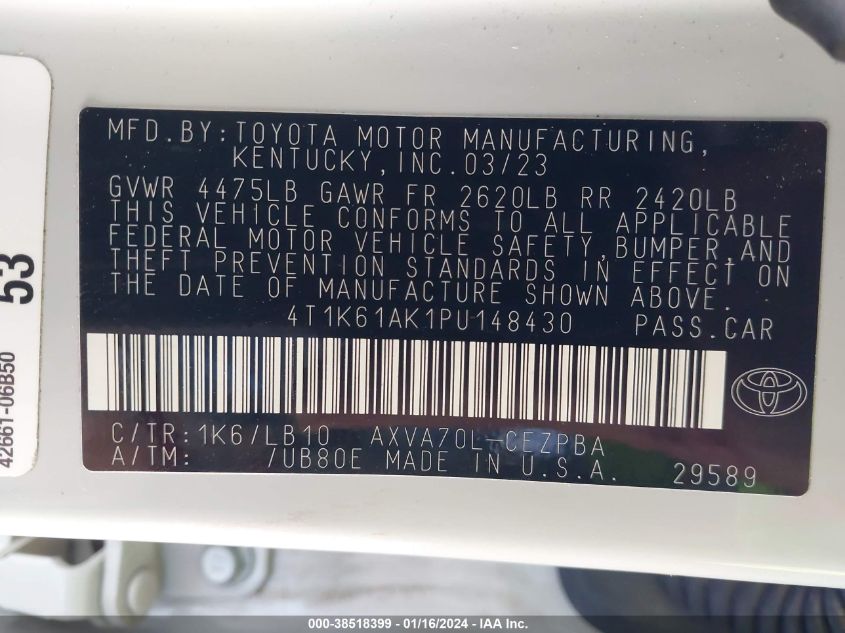 MFD.BY:TOYOTA MOTOR MANUFACTURING,
KENTUCKY,INC.03/23
GVWR 4475LB GAWR FR 2620LB RR 2420LB
THIS VEHICLE CONFORMS TO ALL APPLICABLE
FEDERAL MOTOR VEHICLE SAFETY,BUMPER,AND
THEFT PREVENTION STANDARDS IN EFFECT ON
THE DATE OF MANUFACTURE SHOWN ABOVE.
4T1K61AK1PU148430 PASS.CAR
C/TR:1K6/LB10 AXVA70L-CEZPBA
A/TM: /UB80E MADE IN U.S.A. 29589
53
42661-06B50
000-38518399 - 01/16/2024 - IAA Inc.